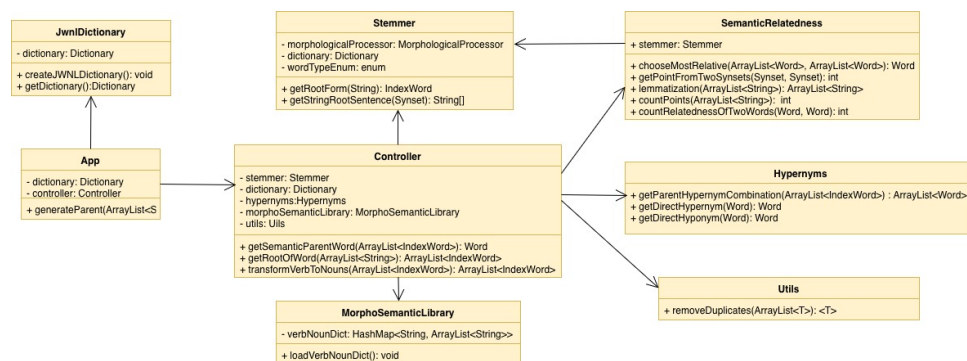 JwnlDictionary
- dictionary: Dictionary
+ createJWNLDictionary(): void
+ getDictionary():Dictionary
Stemmer
- morphologicalProcessor: MorphologicalProcessor
- dictionary: Dictionary
- wordTypeEnum: enum
+ getRootForm(String): IndexWord
+ getStringRootSentence(Synset): String[]
SemanticRelatedness
+ stemmer: Stemmer
+ chooseMostRelative(ArrayList<Word>, ArrayList<Word>): Word
+ getPointFromTwoSynsets(Synset, Synset): int
+ lemmatization(ArrayList<String>): ArrayList<String>
+ countPoints(ArrayList<String>): int
+ countRelatednessOfTwoWords(Word, Word): int
App
- dictionary: Dictionary
- controller: Controller
+ generateParent(ArrayList<S
Controller
- stemmer: Stemmer
- dictionary: Dictionary
- hypernyms:Hypernyms
- morphoSemanticLibrary: MorphoSemanticLibrary
- utils: Uils
+ getSemanticParentWord(ArrayList<IndexWord>): Word
+ getRootOfWord(ArrayList<String>): ArrayList<IndexWord>
+ transformVerbToNouns(ArrayList<IndexWord>): ArrayList<IndexWord>
Hypernyms
+ getParentHypernymCombination(ArrayList<IndexWord>) : ArrayList<Word>
+ getDirectHypernym(Word): Word
+ getDirectHyponym(Word): Word
Utils
+ removeDuplicates(ArrayList<T>): <T>
MorphoSemanticLibrary
- verbNounDict: HashMap<String, ArrayList<String>>
+ loadVerbNounDict(): void